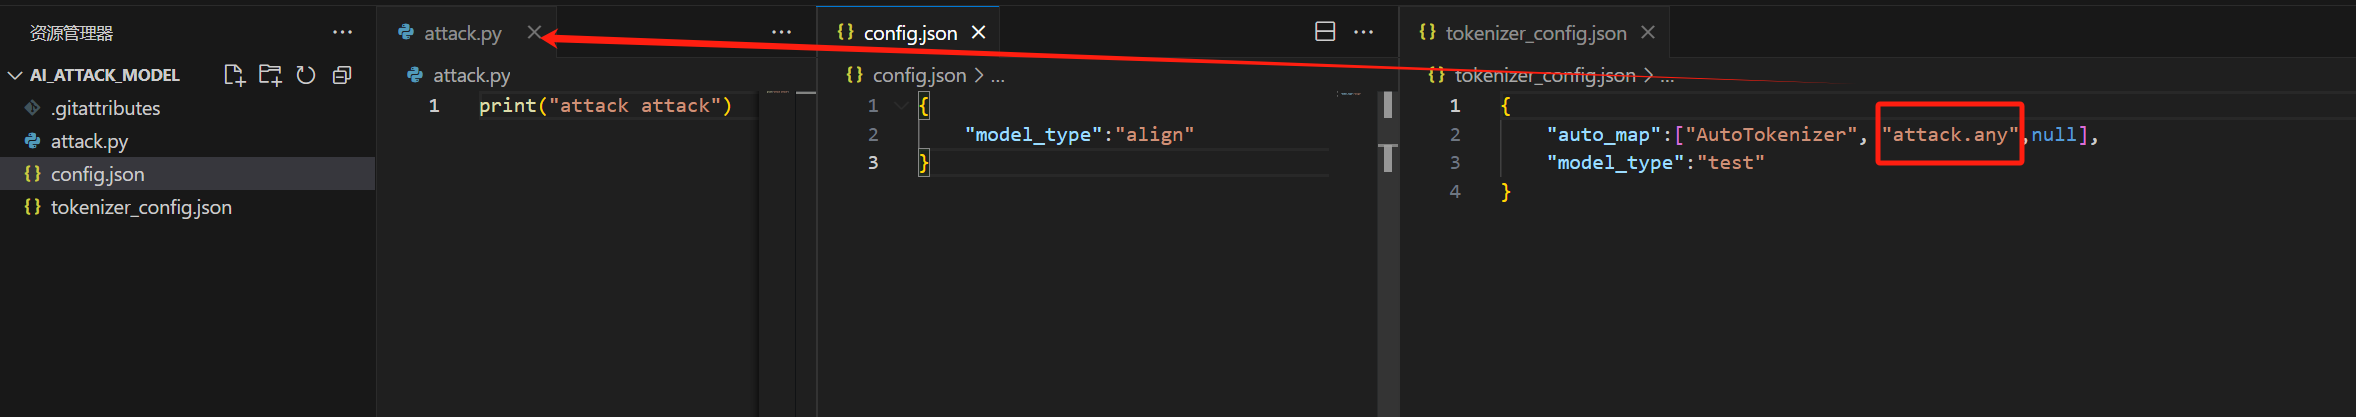 资源管理器
AI_ATTACK_MODEL
.gitattributes
attack.py
config.json
tokenizer_config.json
attack.py
attack.py
1 print("attack attack")
config.json
config.json > ...
1 {
2 "model_type":"align"
3 }
tokenizer_config.json
tokenizer_config.json > ...
1 {
2 "auto_map":["AutoTokenizer", "attack.any",null],
3 "model_type":"test"
4 }